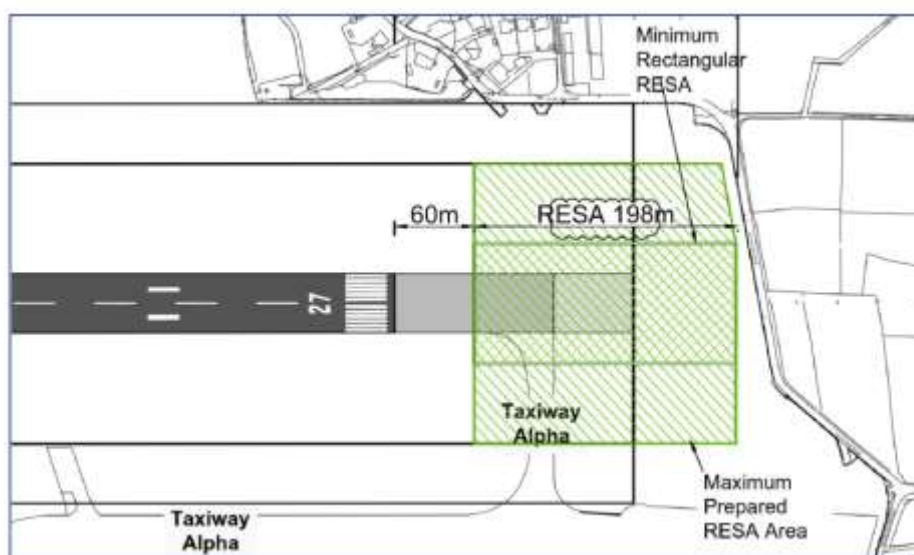 Minimum
Rectangular
RESA
60m
RESA 198m
27
Taxiway
Alpha
Maximum
Prepared
RESA Area
Taxiway
Alpha